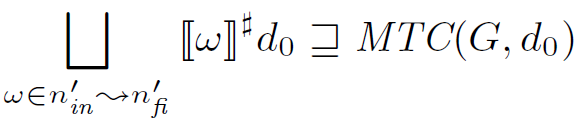 ⨆ ⟦ω⟧♯d₀ ⊒ MTC(G, d₀)
ω∈n′ᵢₙ⇝n′_fi